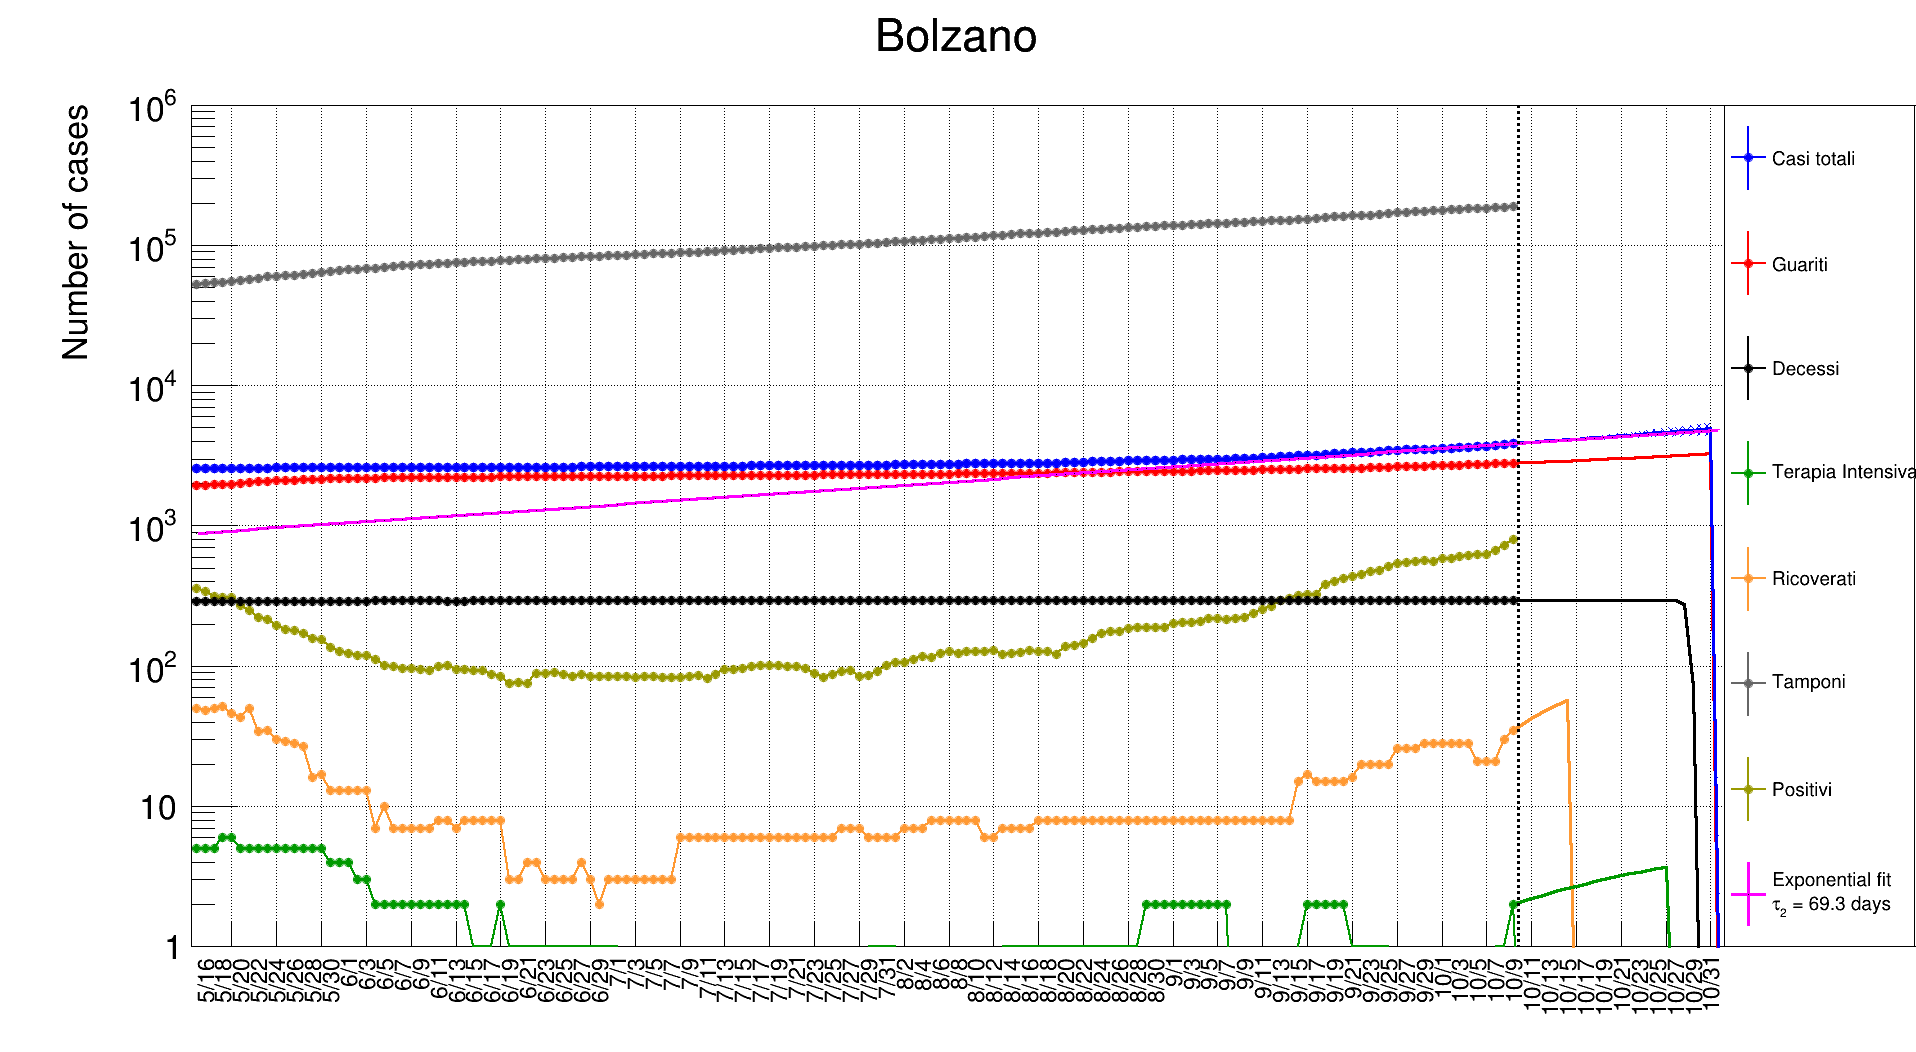 Bolzano
Number of cases
10^6
10^5
10^4
10^3
10^2
10
1
5/16 5/18 5/20 5/22 5/24 5/26 5/28 5/30 6/1 6/3 6/5 6/7 6/9 6/11 6/13 6/15 6/17 6/19 6/21 6/23 6/25 6/27 6/29 7/1 7/3 7/5 7/7 7/9 7/11 7/13 7/15 7/17 7/19 7/21 7/23 7/25 7/27 7/29 7/31 8/2 8/4 8/6 8/8 8/10 8/12 8/14 8/16 8/18 8/20 8/22 8/24 8/26 8/28 8/30 9/1 9/3 9/5 9/7 9/9 9/11 9/13 9/15 9/17 9/19 9/21 9/23 9/25 9/27 9/29 10/1 10/3 10/5 10/7 10/9 10/11 10/13 10/15 10/17 10/19 10/21 10/23 10/25 10/27 10/29 10/31
Casi totali
Guariti
Decessi
Terapia Intensiva
Ricoverati
Tamponi
Positivi
Exponential fit
τ₂ = 69.3 days